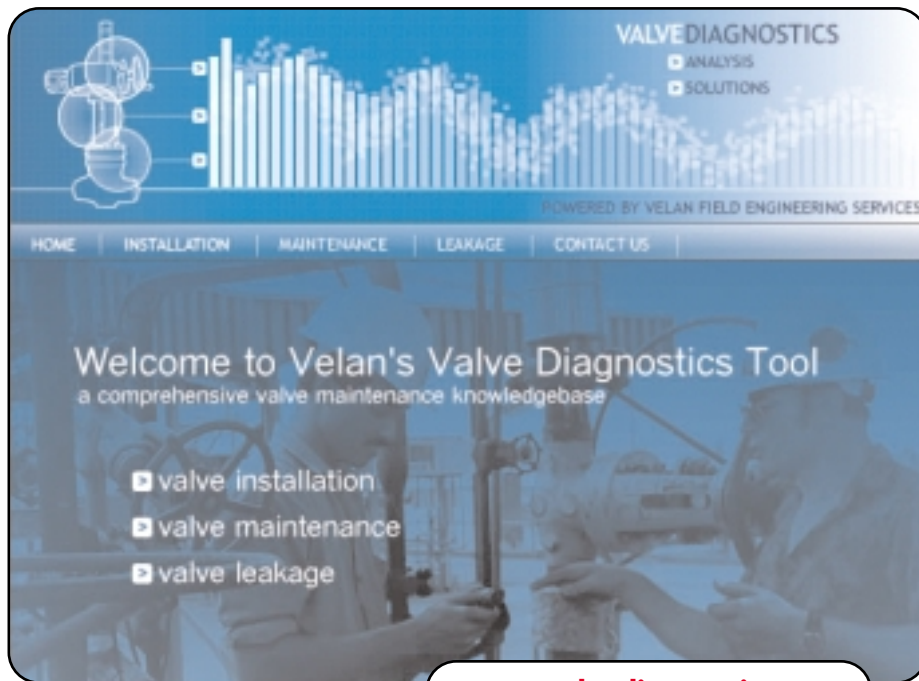 VALVEDIAGNOSTICS
ANALYSIS
SOLUTIONS
POWERED BY VELAN FIELD ENGINEERING SERVICES
HOME INSTALLATION MAINTENANCE LEAKAGE CONTACT US
Welcome to Velan's Valve Diagnostics Tool
a comprehensive valve maintenance knowledgebase
valve installation
valve maintenance
valve leakage